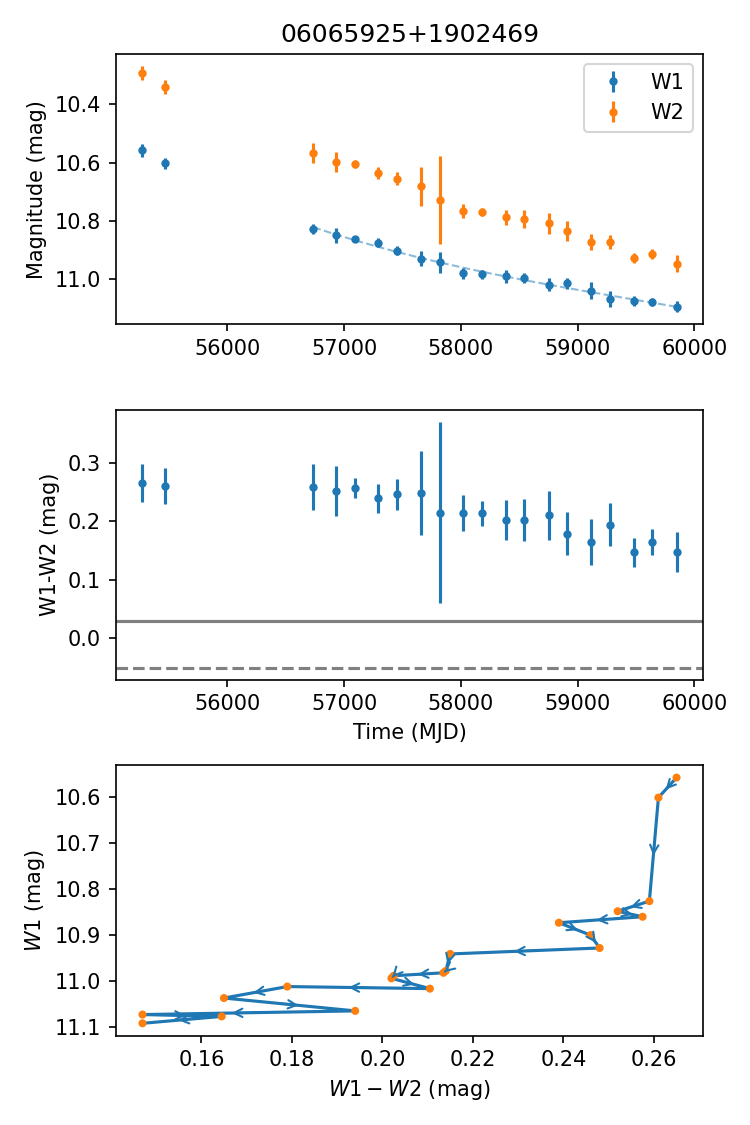 06065925+1902469
Magnitude (mag)
10.4
10.6
10.8
11.0
W1
W2
56000 57000 58000 59000 60000
W1-W2 (mag)
0.3
0.2
0.1
0.0
56000 57000 58000 59000 60000
Time (MJD)
W1 (mag)
10.6
10.7
10.8
10.9
11.0
11.1
0.16 0.18 0.20 0.22 0.24 0.26
W1 − W2 (mag)